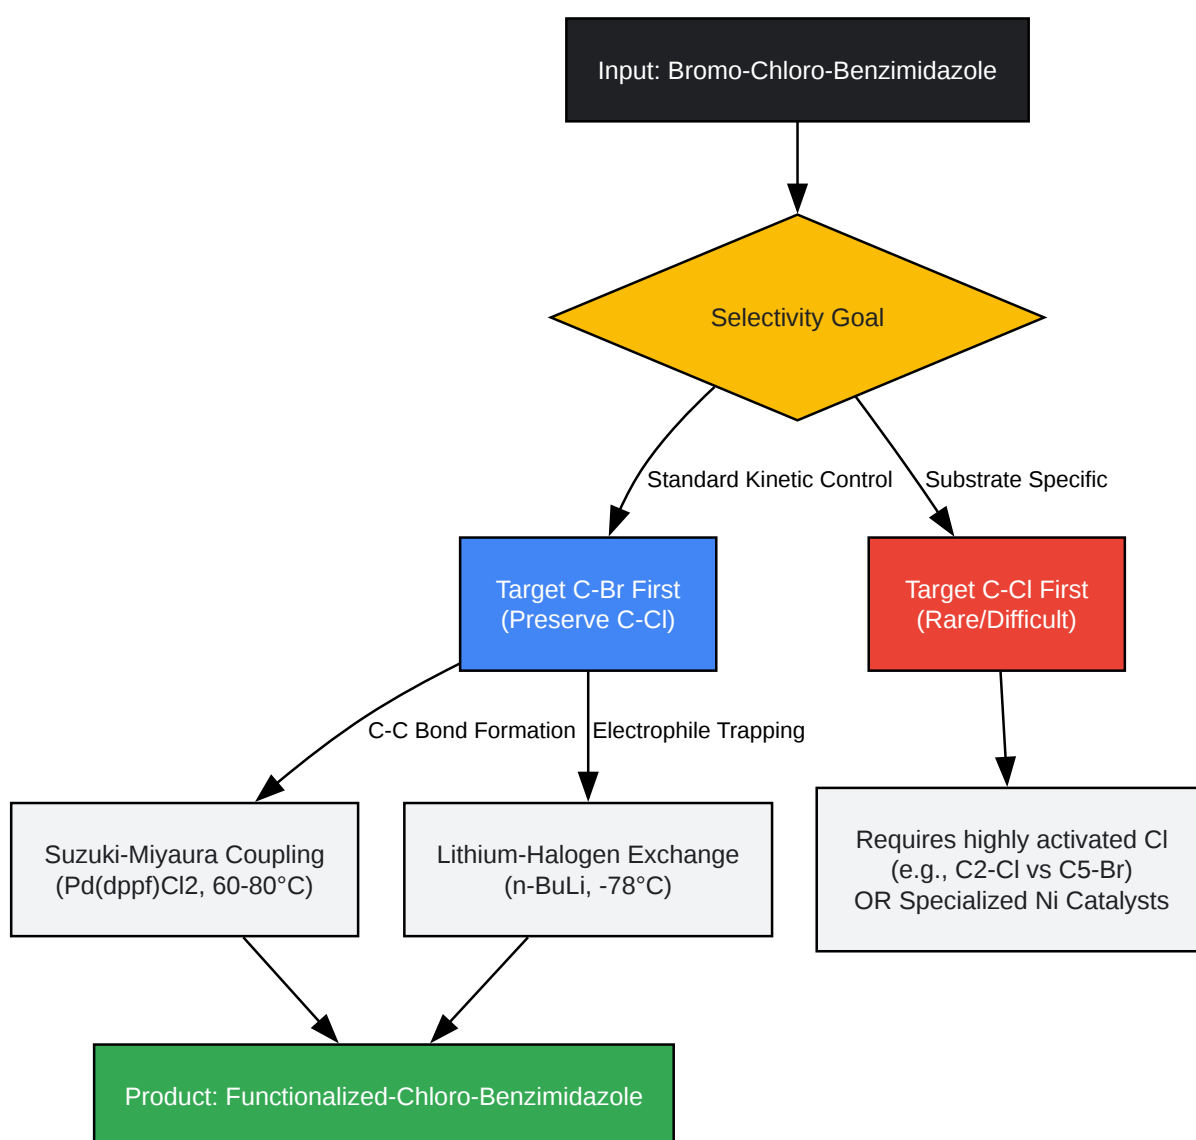 Input: Bromo-Chloro-Benzimidazole
Selectivity Goal
Standard Kinetic Control
Substrate Specific
Target C-Br First
(Preserve C-Cl)
Target C-Cl First
(Rare/Difficult)
C-C Bond Formation
Electrophile Trapping
Suzuki-Miyaura Coupling
(Pd(dppf)Cl2, 60-80°C)
Lithium-Halogen Exchange
(n-BuLi, -78°C)
Requires highly activated Cl
(e.g., C2-Cl vs C5-Br)
OR Specialized Ni Catalysts
Product: Functionalized-Chloro-Benzimidazole